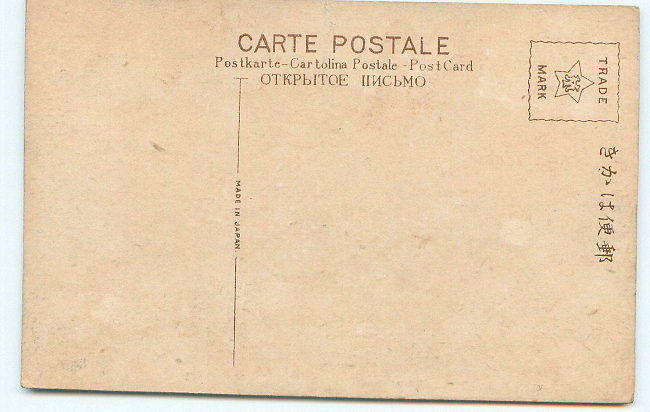 CARTE POSTALE
Postkarte-Cartolina Postale-Post Card
ОТКРЫТОЕ ПИСЬМО
TRADE
MARK
MADE IN JAPAN.
きかは便郵